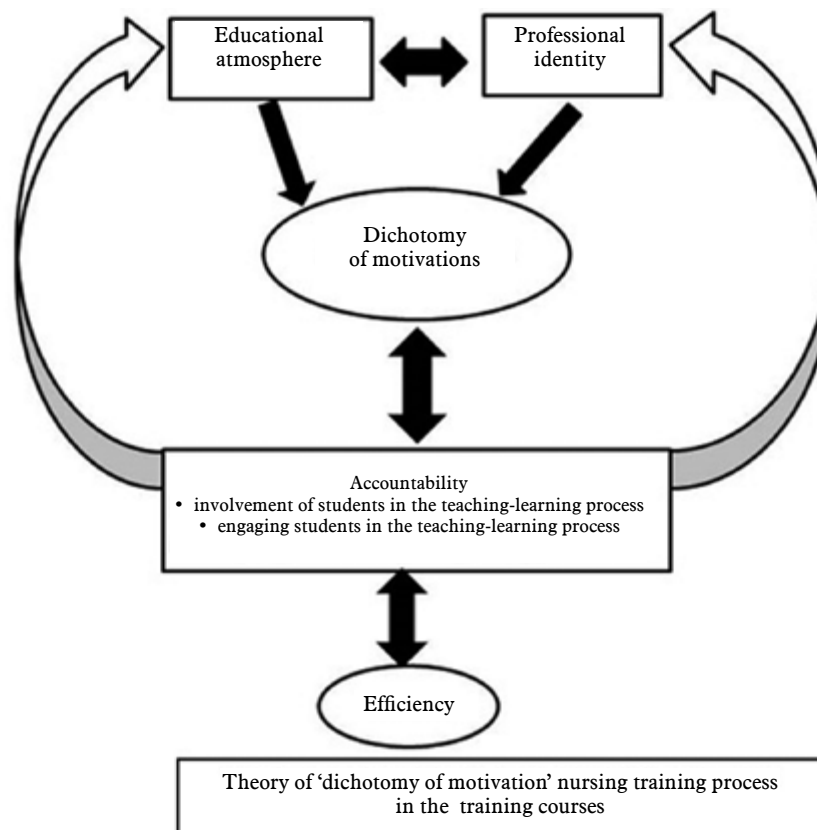 Educational
atmosphere
Professional
identity
Dichotomy
of motivations
Accountability
• involvement of students in the teaching-learning process
• engaging students in the teaching-learning process
Efficiency
Theory of ‘dichotomy of motivation’ nursing training process
in the training courses